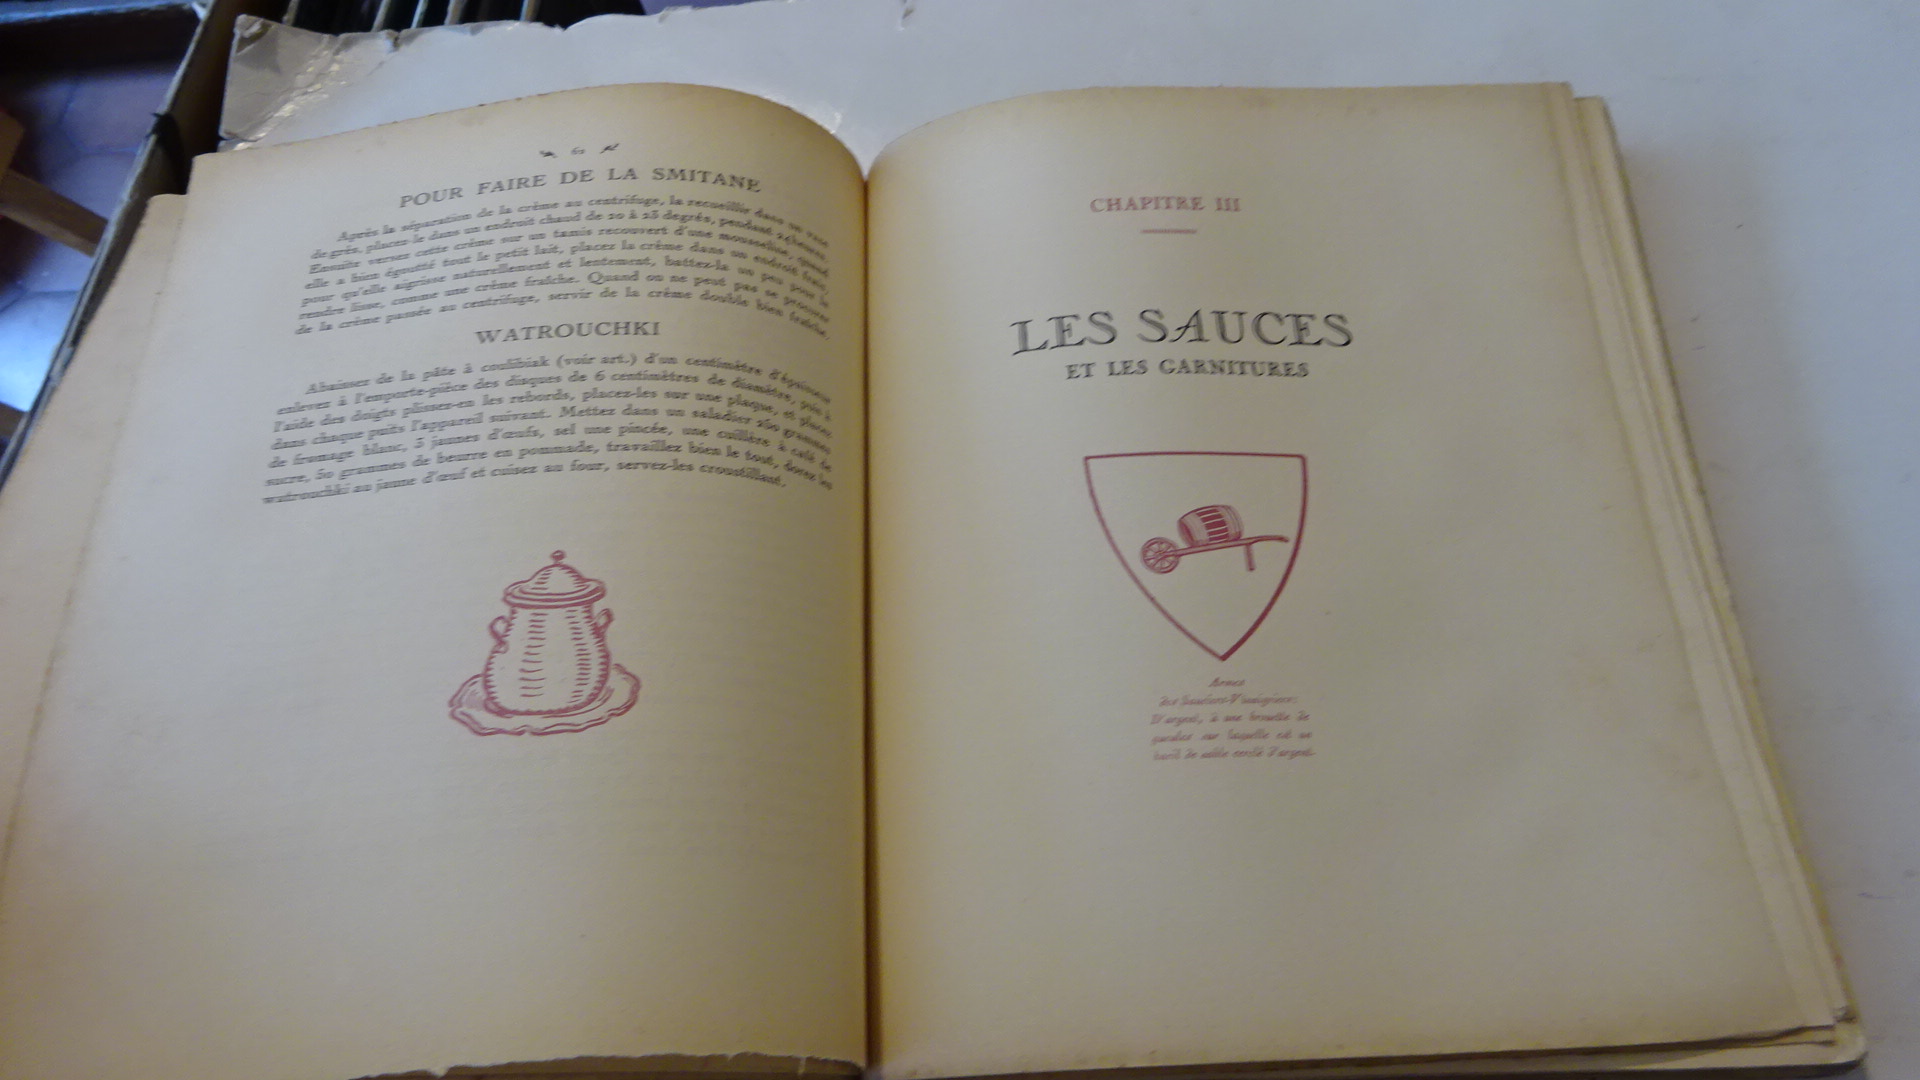 62
POUR FAIRE DE LA SMITANE
Après la séparation de la crème au centrifuge, la recueillir dans un vase
de grès, placez-le dans un endroit chaud de 20 à 25 degrés, pendant 24 heures.
Ensuite versez cette crème sur un tamis recouvert d'une mousseline, quand
elle a bien égoutté tout le petit lait, placez la crème dans un endroit frais,
pour qu'elle aigrisse naturellement et lentement, battez-la un peu pour la
rendre lisse, comme une crème fraîche. Quand on ne peut pas se procurer
de la crème passée au centrifuge, servir de la crème double bien fraîche.
WATROUCHKI
Abaissez de la pâte à coulibiak (voir art.) d'un centimètre d'épaisseur
enlevez à l'emporte-pièce des disques de 6 centimètres de diamètre, puis à
l'aide des doigts plissez-en les rebords, placez-les sur une plaque, et placez
dans chaque puits l'appareil suivant. Mettez dans un saladier 250 grammes
de fromage blanc, 3 jaunes d'œufs, sel une pincée, une cuillère à café de
sucre, 50 grammes de beurre en pommade, travaillez bien le tout, dorez les
watrouchki au jaune d'œuf et cuisez au four, servez-les croustillant.
CHAPITRE III
LES SAUCES
ET LES GARNITURES
Armes
des Sauciers-Vinaigriers:
D'argent, à une brouette de
gueules sur laquelle est un
baril de sable cerclé d'argent.